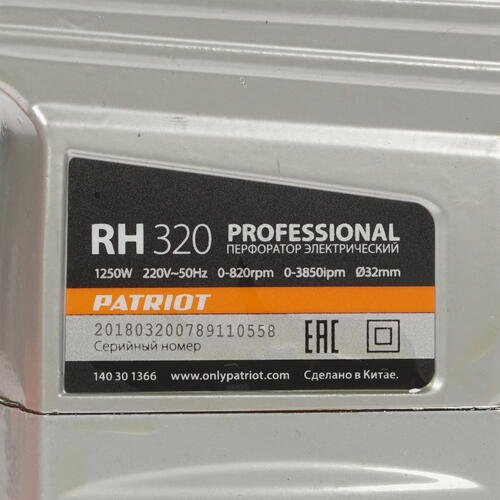 RH 320 PROFESSIONAL
ПЕРФОРАТОР ЭЛЕКТРИЧЕСКИЙ
1250W 220V~50Hz 0-820rpm 0-3850ipm Ø32mm
PATRIOT
201803200789110558
Серийный номер
EAC
140 30 1366 www.onlypatriot.com Сделано в Китае.